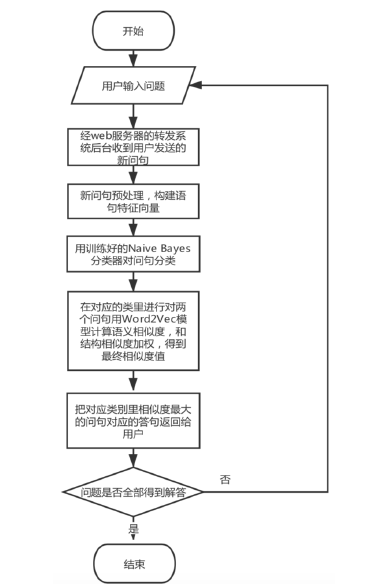 开始
用户输入问题
经web服务器的转发系
统后台收到用户发送的
新问句
新问句预处理，构建语
句特征向量
用训练好的Naive Bayes
分类器对问句分类
在对应的类里进行对两
个问句用Word2Vec模
型计算语义相似度，和
结构相似度加权，得到
最终相似度值
把对应类别里相似度最大
的问句对应的答句返回给
用户
问题是否全部得到解答
否
是
结束